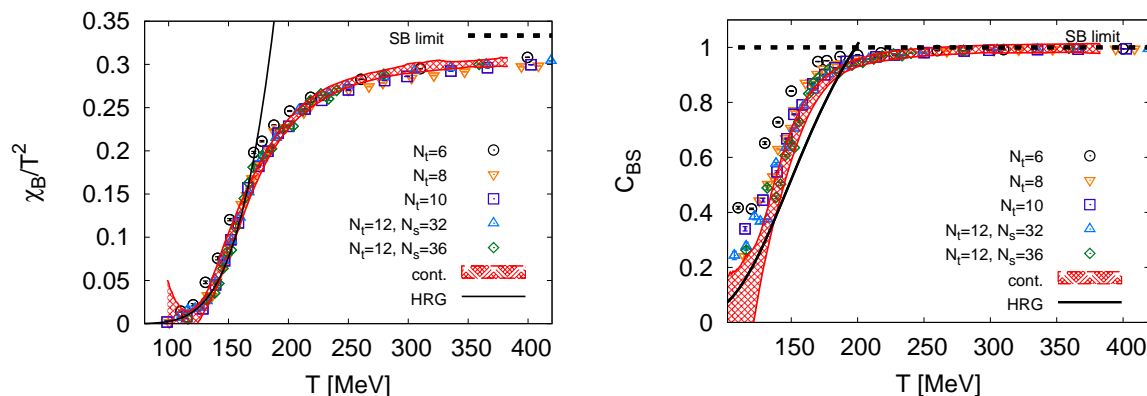 0.35
0.3
0.25
0.2
0.15
0.1
0.05
0
χB/T²
SB limit
Nt=6
Nt=8
Nt=10
Nt=12, Ns=32
Nt=12, Ns=36
cont.
HRG
100 150 200 250 300 350 400
T [MeV]
1
0.8
0.6
0.4
0.2
0
CBS
SB limit
Nt=6
Nt=8
Nt=10
Nt=12, Ns=32
Nt=12, Ns=36
cont.
HRG
150 200 250 300 350 400
T [MeV]